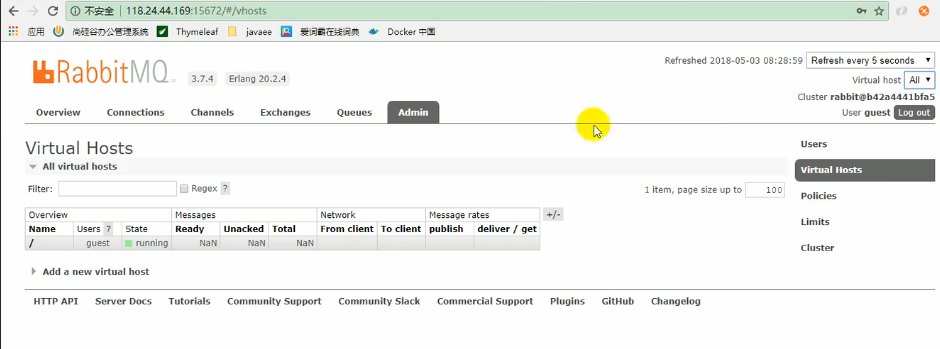 不安全 | 118.24.44.169:15672/#/vhosts
应用 尚硅谷办公管理系统 Thymeleaf javaee 爱词霸在线词典 Docker 中国
RabbitMQ TM 3.7.4 Erlang 20.2.4
Refreshed 2018-05-03 08:28:59 Refresh every 5 seconds
Virtual host All
Cluster rabbit@b42a4441bfa5
User guest Log out
Overview Connections Channels Exchanges Queues Admin
Virtual Hosts
All virtual hosts
Filter: Regex ? 1 item, page size up to 100
Overview Messages Network Message rates +/-
Name Users ? State Ready Unacked Total From client To client publish deliver / get
/ guest running NaN NaN NaN
Add a new virtual host
Users
Virtual Hosts
Policies
Limits
Cluster
HTTP API Server Docs Tutorials Community Support Community Slack Commercial Support Plugins GitHub Changelog